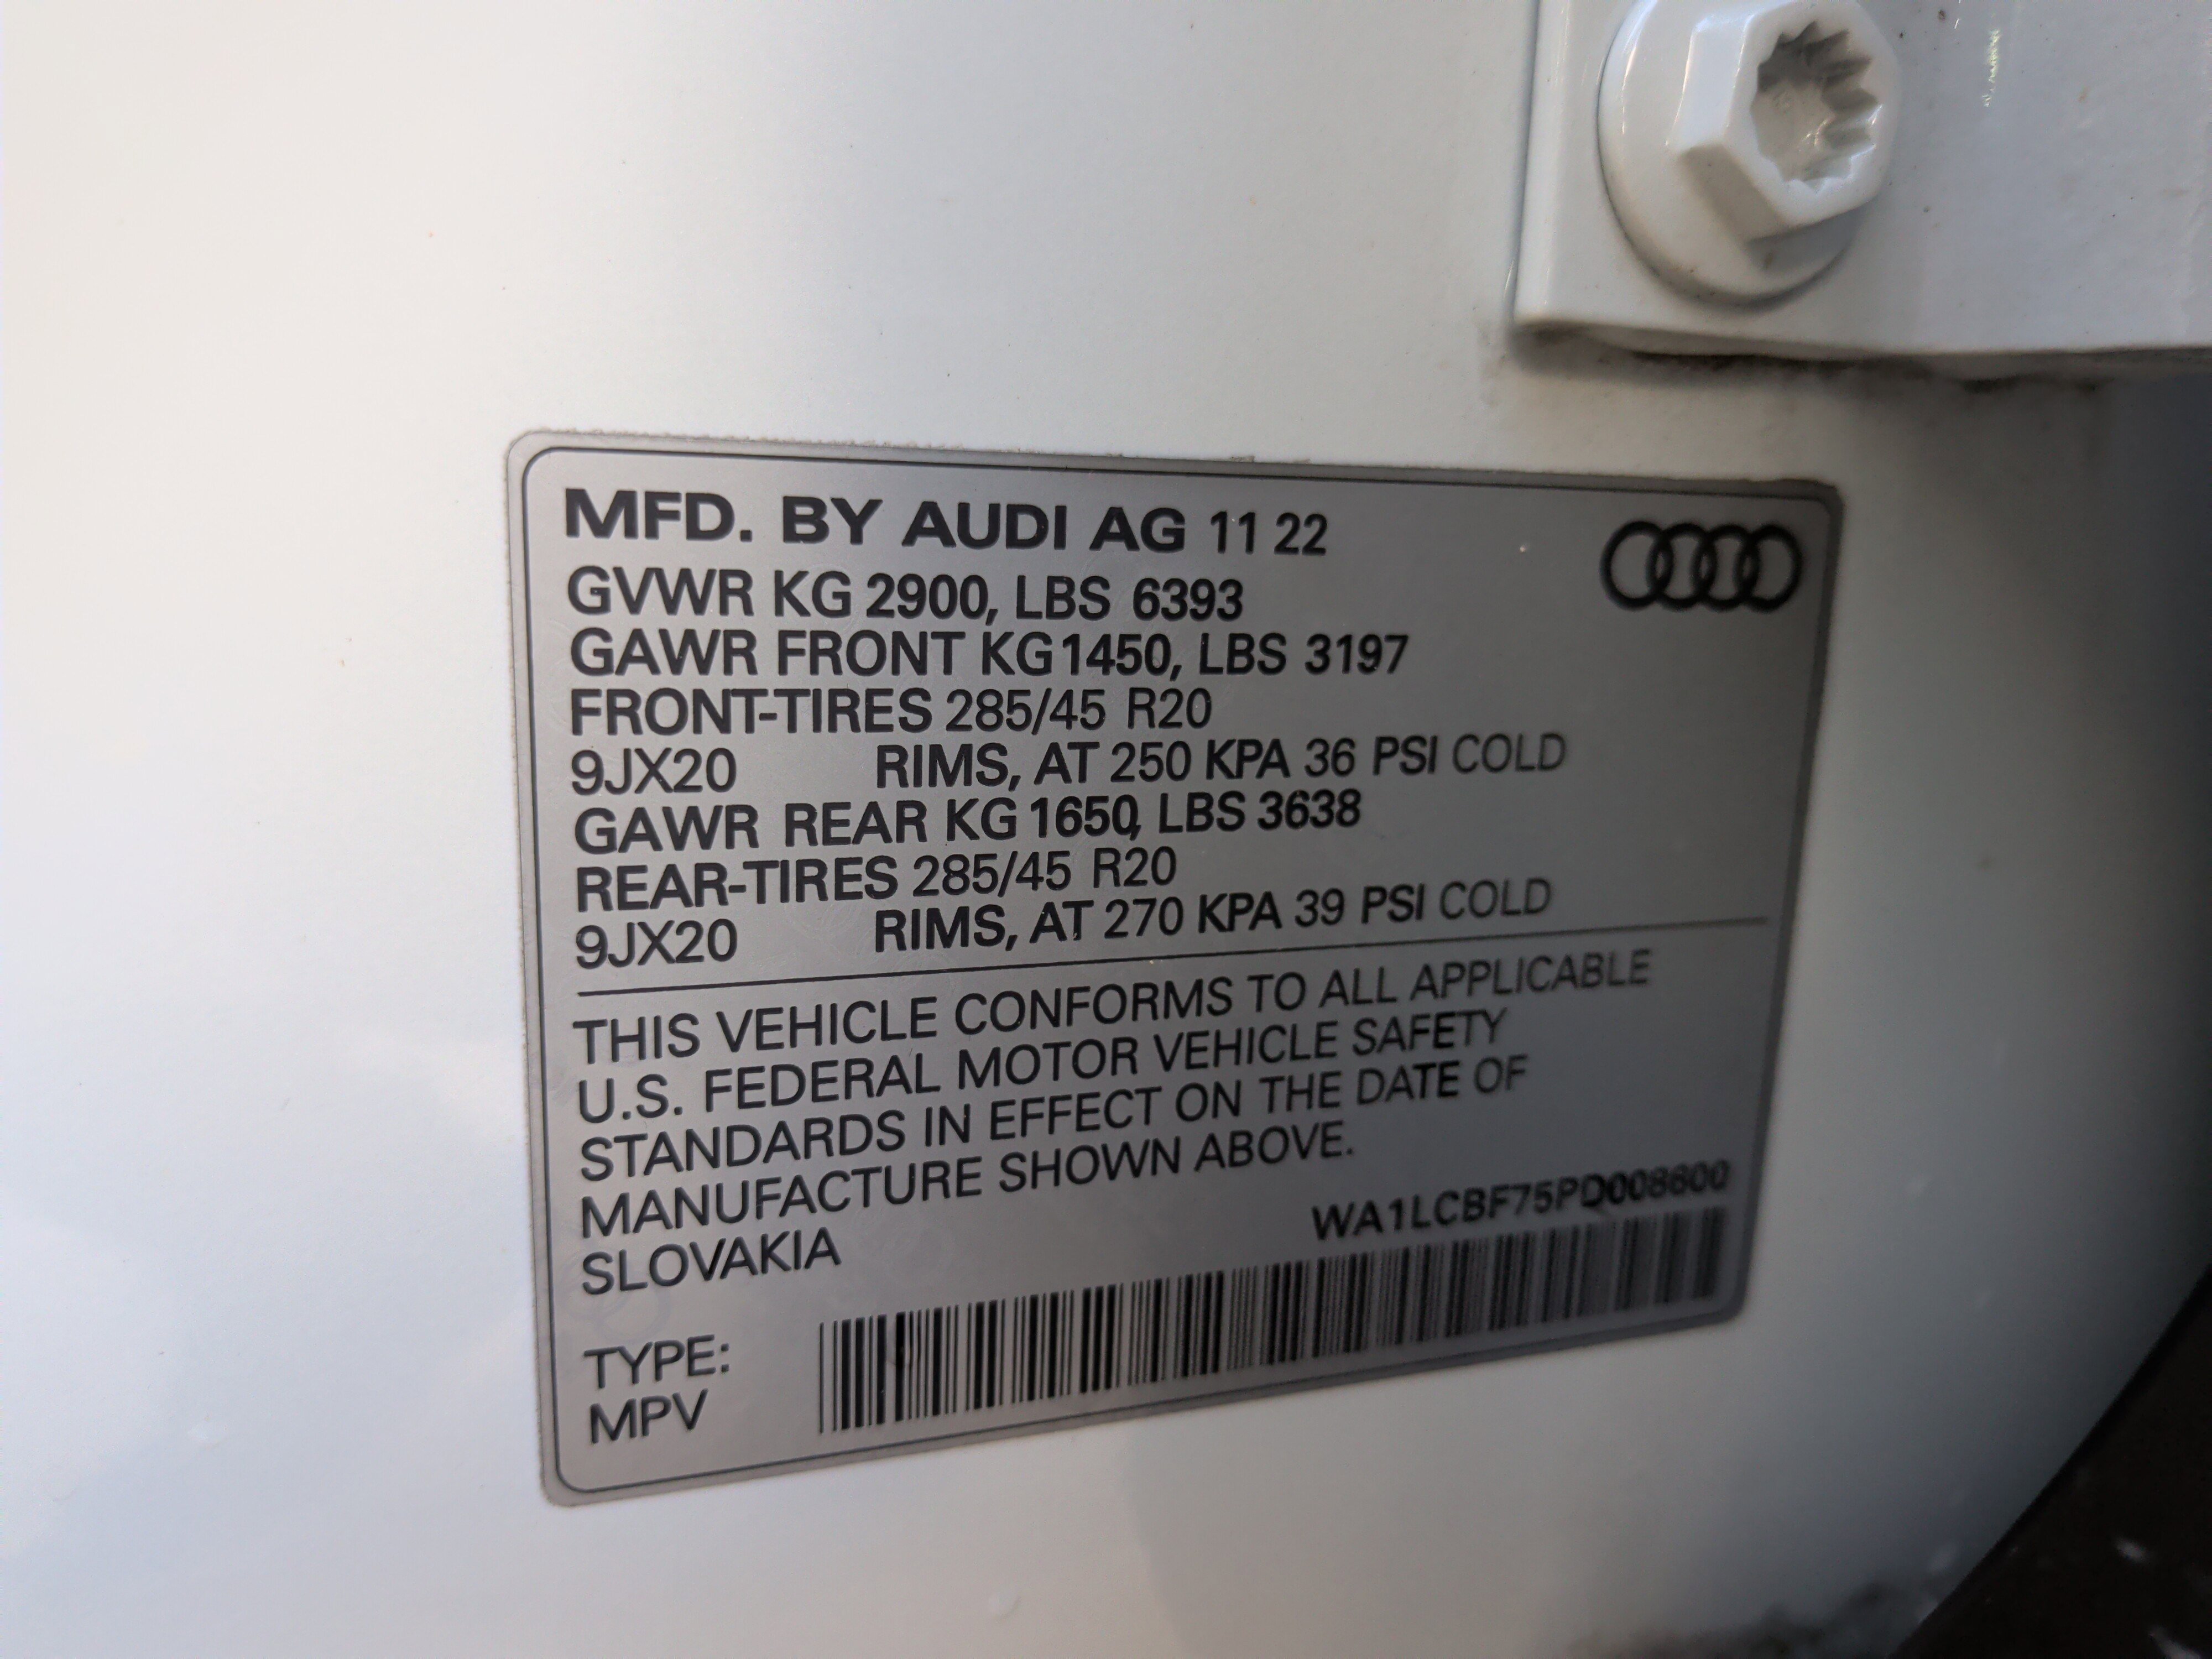 MFD. BY AUDI AG 11 22
GVWR KG 2900, LBS 6393
GAWR FRONT KG 1450, LBS 3197
FRONT-TIRES 285/45 R20
9JX20 RIMS, AT 250 KPA 36 PSI COLD
GAWR REAR KG 1650, LBS 3638
REAR-TIRES 285/45 R20
9JX20 RIMS, AT 270 KPA 39 PSI COLD
THIS VEHICLE CONFORMS TO ALL APPLICABLE
U.S. FEDERAL MOTOR VEHICLE SAFETY
STANDARDS IN EFFECT ON THE DATE OF
MANUFACTURE SHOWN ABOVE.
SLOVAKIA
WA1LCBF75PD008600
TYPE:
MPV